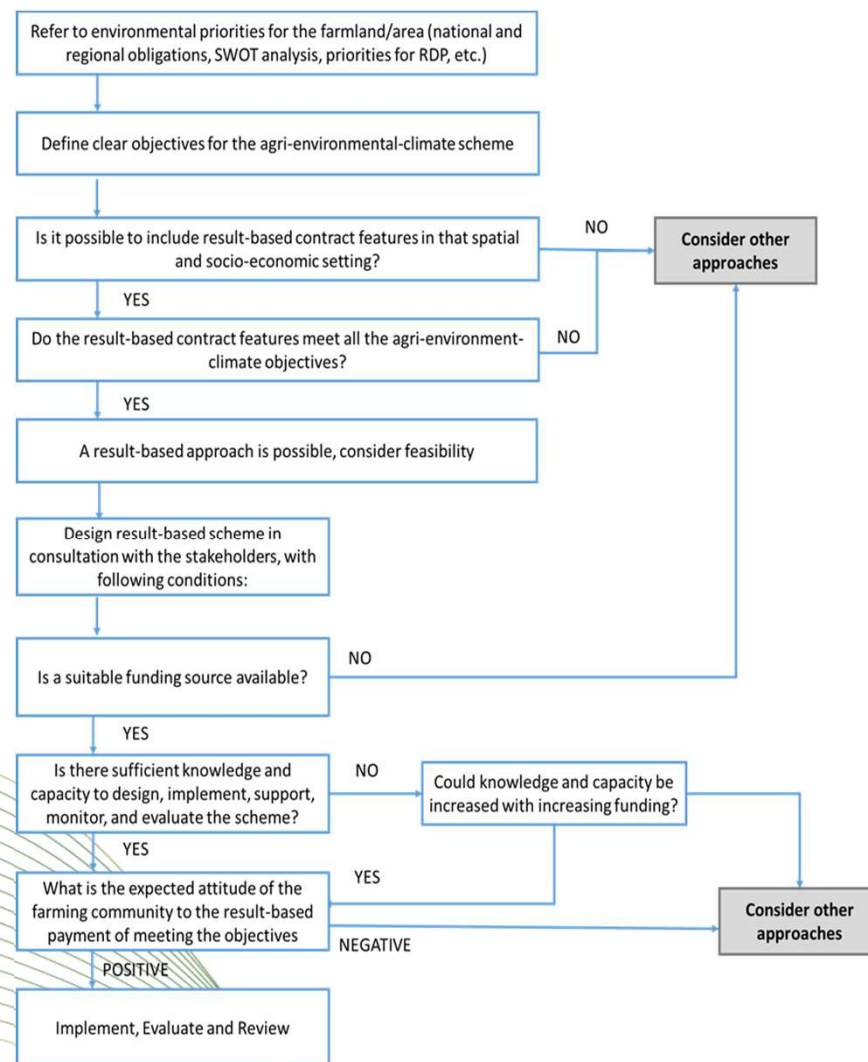 Refer to environmental priorities for the farmland/area (national and
regional obligations, SWOT analysis, priorities for RDP, etc.)
Define clear objectives for the agri-environmental-climate scheme
Is it possible to include result-based contract features in that spatial
and socio-economic setting?
NO
Consider other
approaches
YES
Do the result-based contract features meet all the agri-environment-
climate objectives?
NO
YES
A result-based approach is possible, consider feasibility
Design result-based scheme in
consultation with the stakeholders, with
following conditions:
Is a suitable funding source available?
NO
YES
Is there sufficient knowledge and
capacity to design, implement, support,
monitor, and evaluate the scheme?
NO
Could knowledge and capacity be
increased with increasing funding?
YES
YES
What is the expected attitude of the
farming community to the result-based
payment of meeting the objectives
NEGATIVE
Consider other
approaches
POSITIVE
Implement, Evaluate and Review